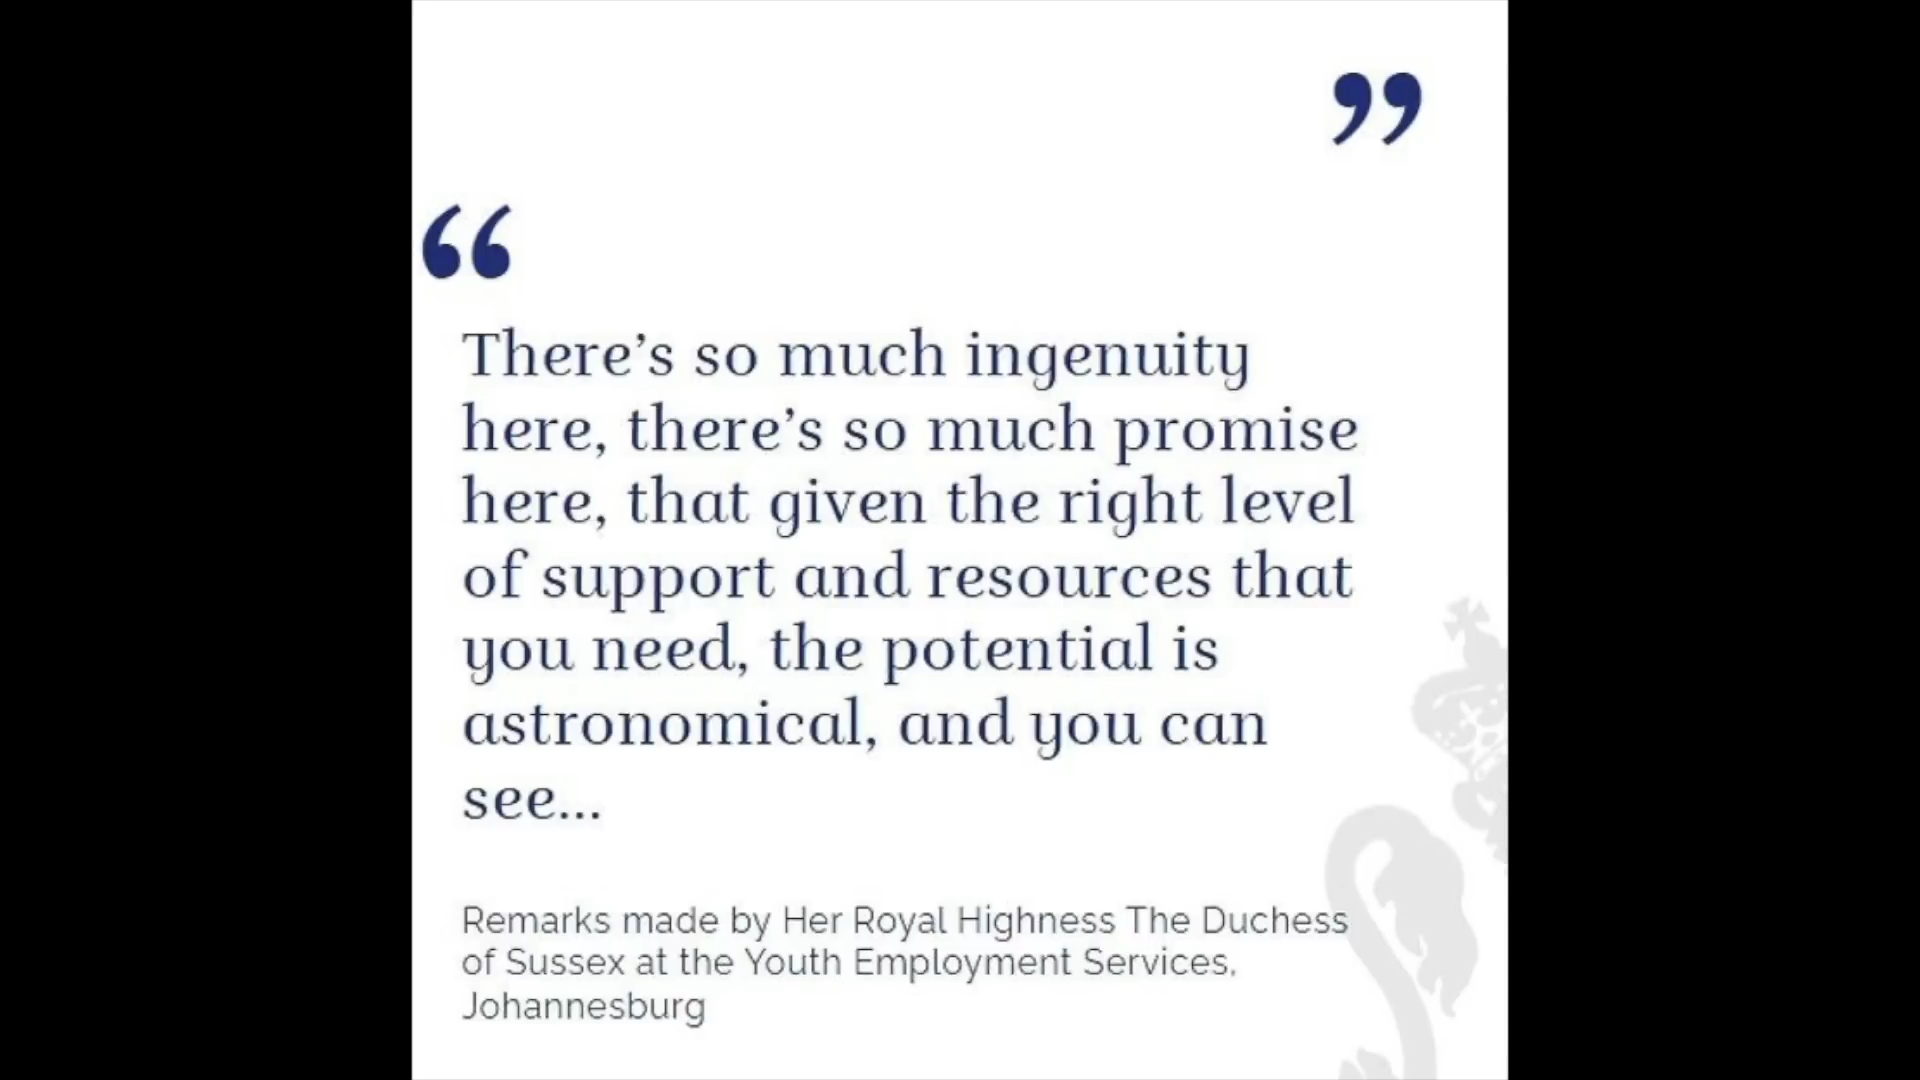 ”
“
There’s so much ingenuity
here, there’s so much promise
here, that given the right level
of support and resources that
you need, the potential is
astronomical, and you can
see...
Remarks made by Her Royal Highness The Duchess
of Sussex at the Youth Employment Services,
Johannesburg